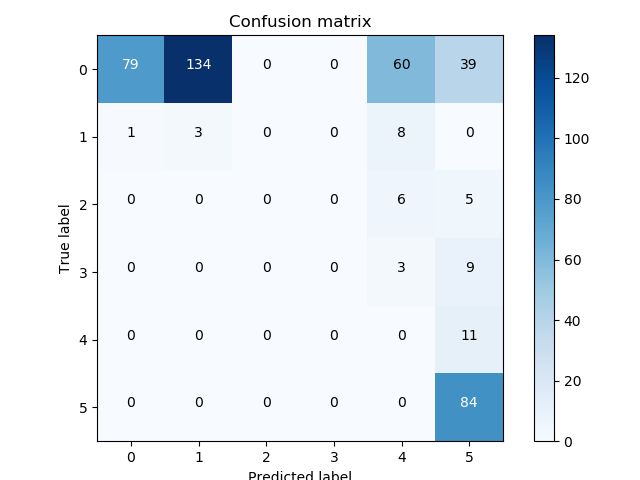 Confusion matrix
0 79 134 0 0 60 39
1 1 3 0 0 8 0
2 0 0 0 0 6 5
3 0 0 0 0 3 9
4 0 0 0 0 0 11
5 0 0 0 0 0 84
0 1 2 3 4 5
True label
Predicted label
120
100
80
60
40
20
0